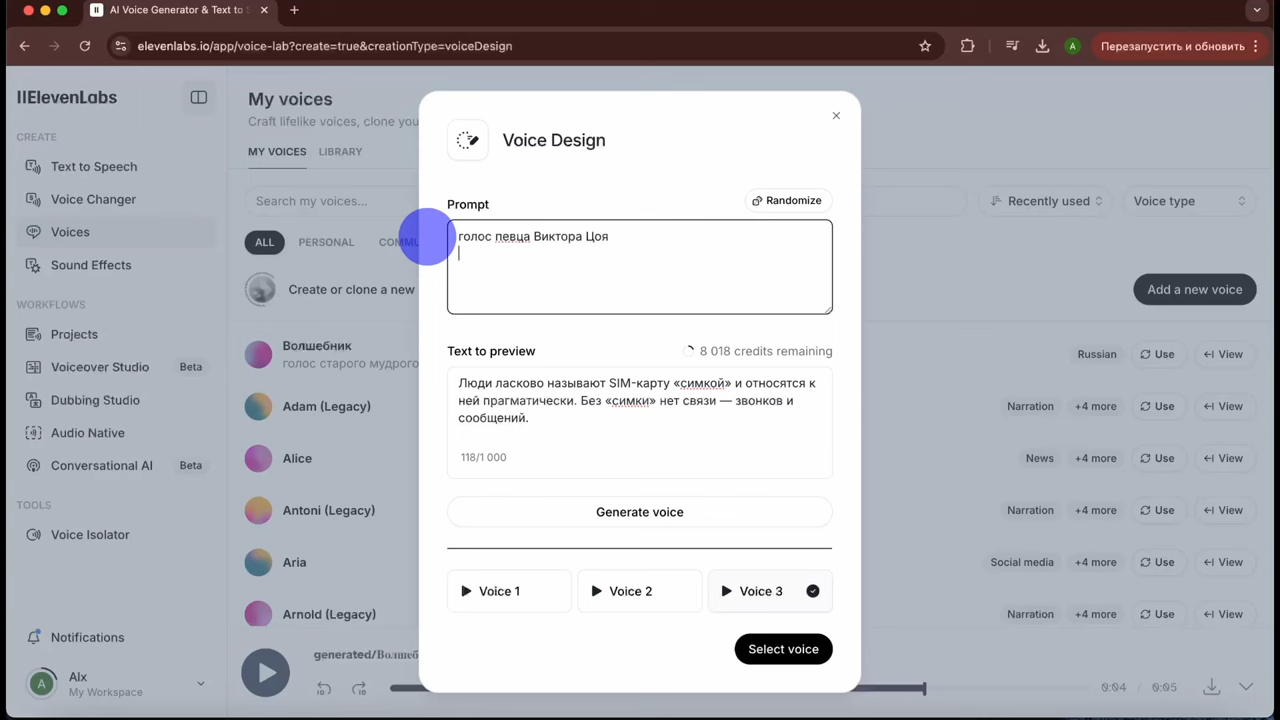 AI Voice Generator & Text to S
elevenlabs.io/app/voice-lab?create=true&creationType=voiceDesign
A
Перезапустить и обновить
IIElevenLabs
CREATE
Text to Speech
Voice Changer
Voices
Sound Effects
WORKFLOWS
Projects
Voiceover Studio Beta
Dubbing Studio
Audio Native
Conversational AI Beta
TOOLS
Voice Isolator
Notifications
A
Alx
My Workspace
My voices
Craft lifelike voices, clone you
MY VOICES LIBRARY
Search my voices...
Recently used
Voice type
ALL PERSONAL COMMU
Create or clone a new
Add a new voice
Волшебник
голос старого мудрого
Russian Use View
Adam (Legacy)
Narration +4 more Use View
Alice
News +4 more Use View
Antoni (Legacy)
Narration +4 more Use View
Aria
Social media +4 more Use View
Arnold (Legacy)
Narration +4 more Use View
generated/Волшеб
0:04 / 0:05
Voice Design
Prompt
Randomize
голос певца Виктора Цоя
Text to preview
8 018 credits remaining
Люди ласково называют SIM-карту «симкой» и относятся к
ней прагматически. Без «симки» нет связи — звонков и
сообщений.
118/1 000
Generate voice
Voice 1
Voice 2
Voice 3
Select voice